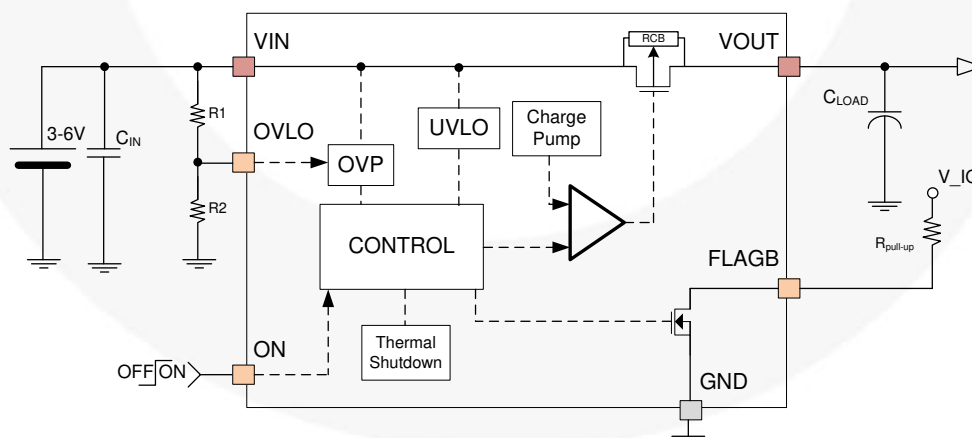 VIN
VOUT
RCB
3-6V
CIN
R1
OVLO
R2
OVP
UVLO
Charge
Pump
CLOAD
CONTROL
V_IO
Rpull-up
FLAGB
Thermal
Shutdown
ON
OFF ON
GND